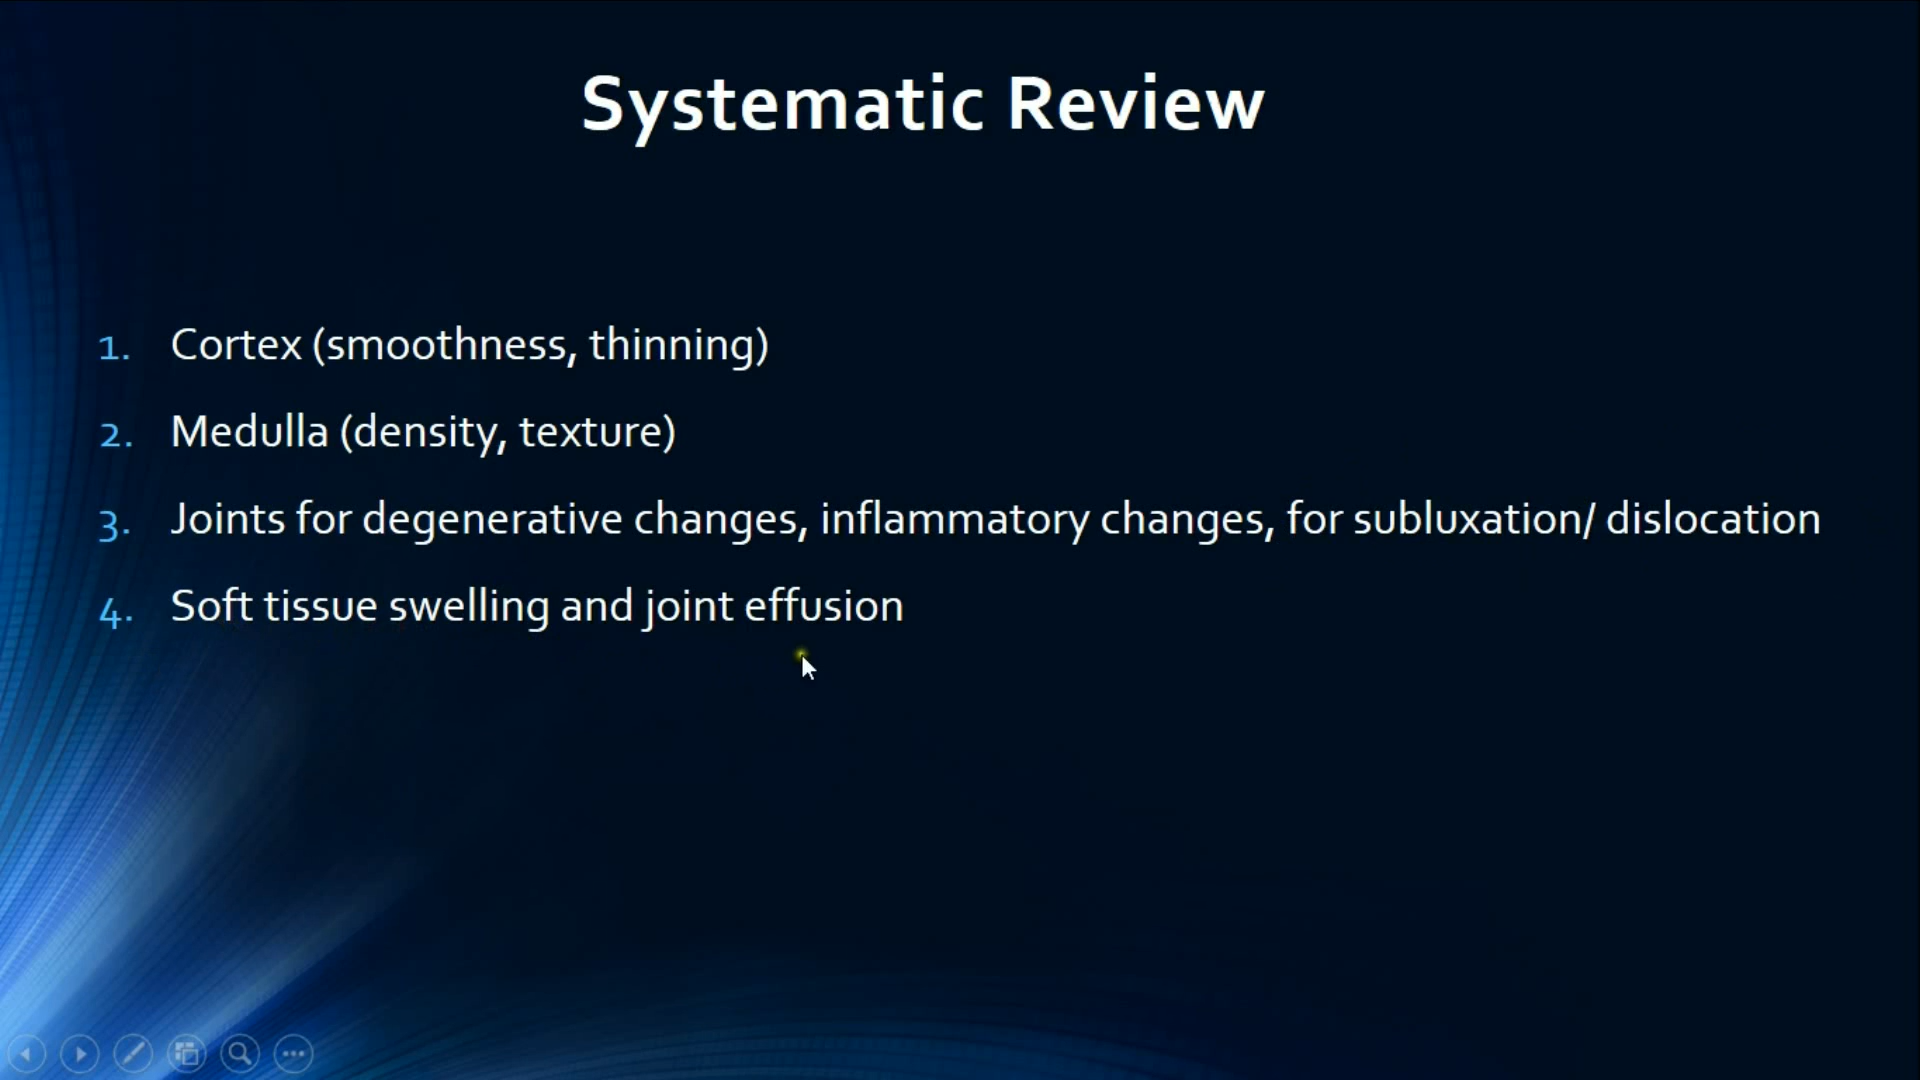 Systematic Review
1. Cortex (smoothness, thinning)
2. Medulla (density, texture)
3. Joints for degenerative changes, inflammatory changes, for subluxation/ dislocation
4. Soft tissue swelling and joint effusion